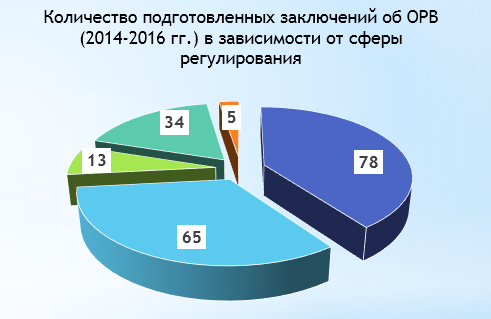 Количество подготовленных заключений об ОРВ
(2014-2016 гг.) в зависимости от сферы
регулирования
5
34
13
78
65